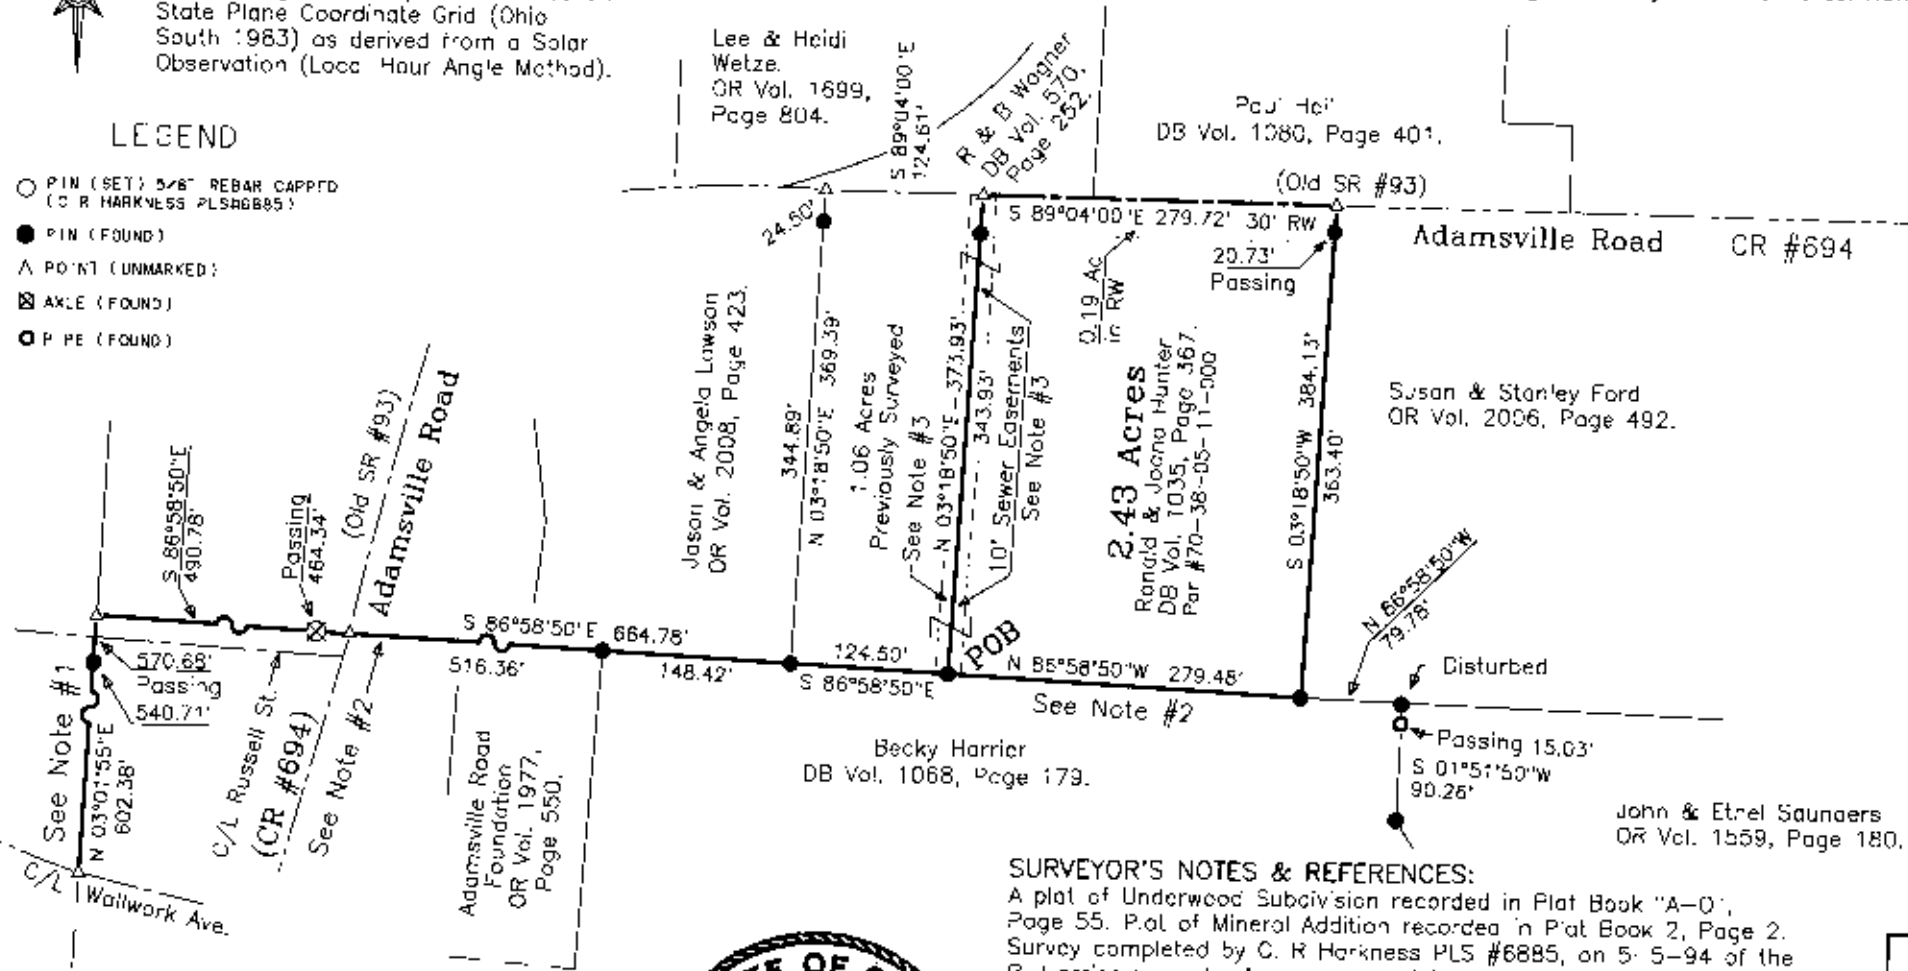 State Plane Coordinate Grid (Ohio
South 1983) as derived from a Solar
Observation (Local Hour Angle Method).
LEGEND
PIN (SET) 5/8" REBAR CAPPED
(C R HARKNESS PLS#6885)
PIN (FOUND)
POINT (UNMARKED)
AXLE (FOUND)
PIPE (FOUND)
Lee & Heidi
OR Vol. 1699,
Page 804.
S 89°04'00"E
124.61'
R & B Wagner
DB Vol. 570,
Page 252.
DB Vol. 1080, Page 401.
(Old SR #93)
S 89°04'00"E 279.72' 30' RW
Adamsville Road CR #694
20.73'
Passing
24.50'
0.19 Ac
in RW
Jason & Angela Lawson
OR Vol. 2008, Page 423.
344.89'
N 03°18'50"E 369.39'
1.06 Acres
Previously Surveyed
See Note #3
N 03°18'50"E 373.93'
343.93'
10' Sewer Easements
See Note #3
2.43 Acres
Ronald & Joana Hunter
DB Vol. 1035, Page 367.
Par #70-38-05-11-000
S 03°18'50"W 384.13'
363.40'
Susan & Stanley Ford
OR Vol. 2006, Page 492.
S 86°58'50"E
490.78'
Passing
464.34'
(Old SR #93)
Adamsville Road
S 86°58'50"E 664.78'
516.36'
148.42'
124.50'
S 86°58'50"E
POB
N 86°58'50"W 279.48'
See Note #2
N 86°58'50"W
79.78'
Disturbed
Passing 15.03'
S 01°51'50"W
90.26'
570.68'
Passing
540.71'
See Note #1
N 03°01'55"E
602.38'
C/L Russell St.
(CR #694)
See Note #2
Adamsville Road
Foundation
OR Vol. 1977,
Page 550.
Becky Harrier
DB Vol. 1068, Page 179.
John & Ethel Saunders
OR Vol. 1559, Page 180.
C/L Wallwork Ave.
SURVEYOR'S NOTES & REFERENCES:
A plat of Underwood Subdivision recorded in Plat Book "A-O",
Page 55. Plat of Mineral Addition recorded in Plat Book 2, Page 2.
Survey completed by C. R Harkness PLS #6885, on 5-5-94 of the